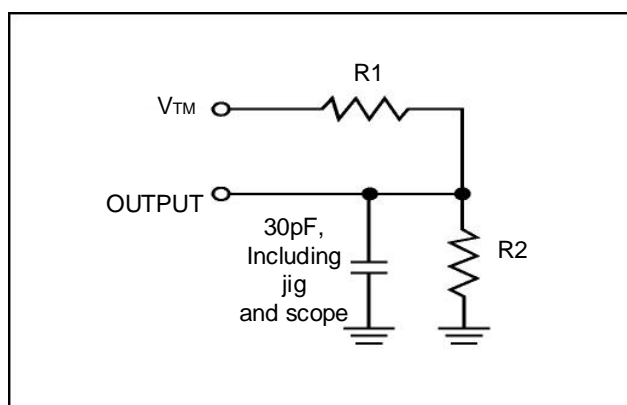 R1
VTM
OUTPUT
30pF,
Including
jig
and scope
R2